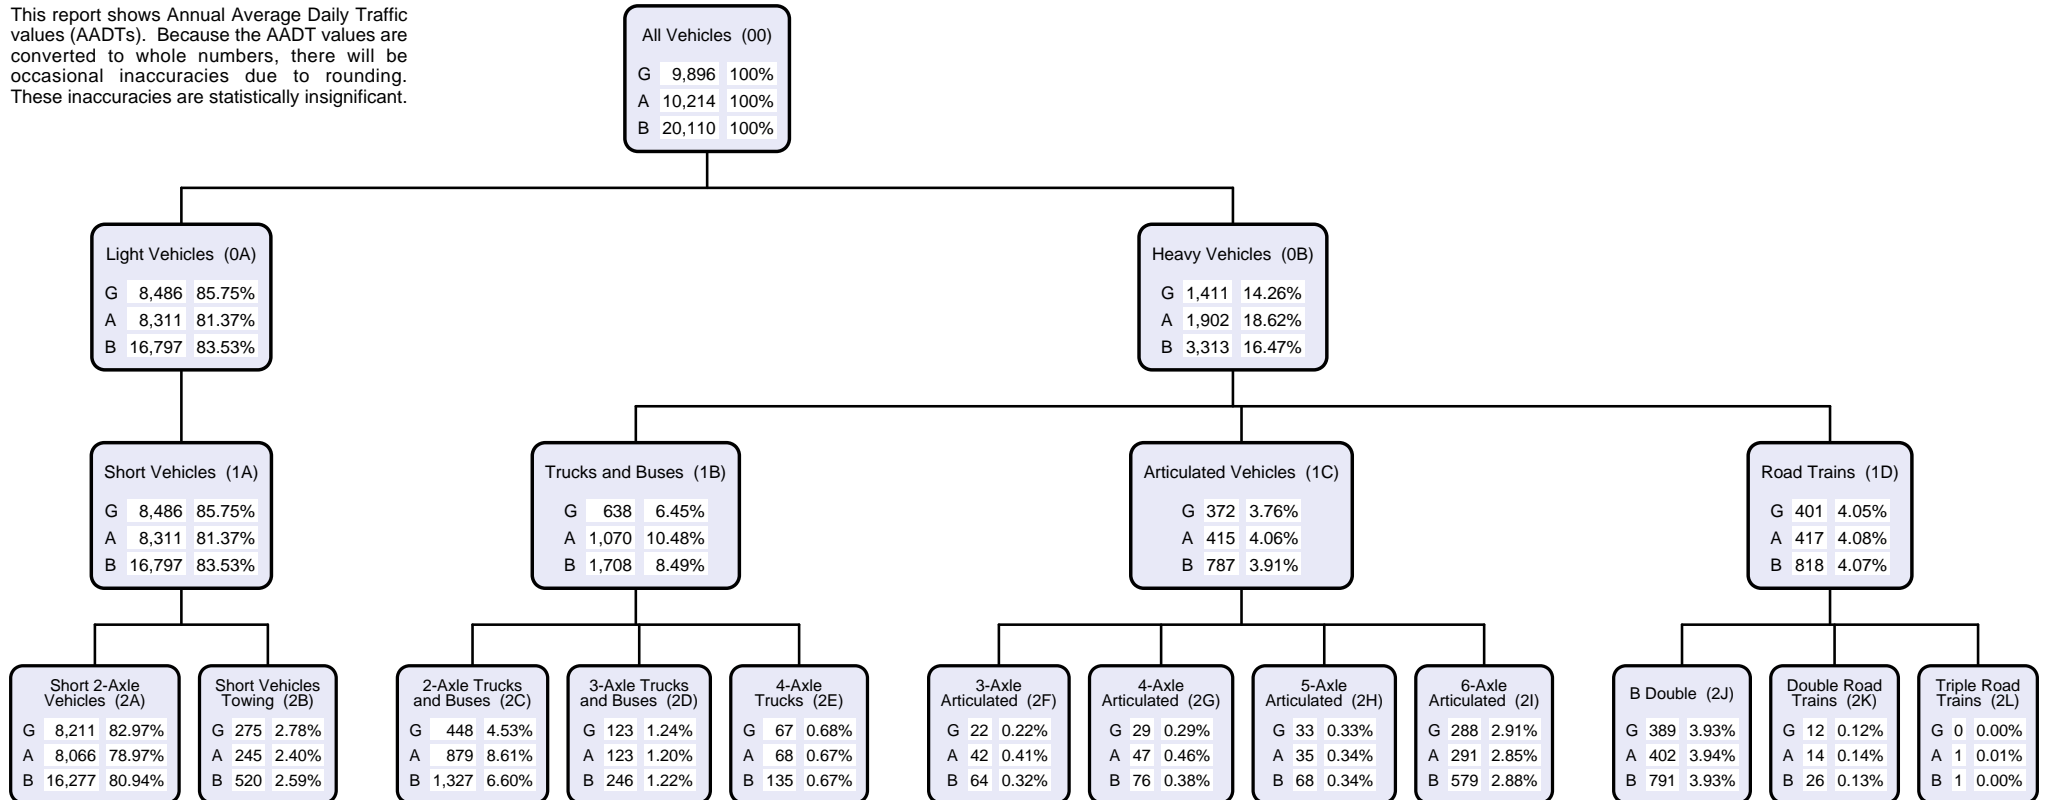 This report shows Annual Average Daily Traffic
values (AADTs). Because the AADT values are
converted to whole numbers, there will be
occasional inaccuracies due to rounding.
These inaccuracies are statistically insignificant.
All Vehicles (00)
G 9,896 100%
A 10,214 100%
B 20,110 100%
Light Vehicles (0A)
G 8,486 85.75%
A 8,311 81.37%
B 16,797 83.53%
Heavy Vehicles (0B)
G 1,411 14.26%
A 1,902 18.62%
B 3,313 16.47%
Short Vehicles (1A)
G 8,486 85.75%
A 8,311 81.37%
B 16,797 83.53%
Trucks and Buses (1B)
G 638 6.45%
A 1,070 10.48%
B 1,708 8.49%
Articulated Vehicles (1C)
G 372 3.76%
A 415 4.06%
B 787 3.91%
Road Trains (1D)
G 401 4.05%
A 417 4.08%
B 818 4.07%
Short 2-Axle
Vehicles (2A)
G 8,211 82.97%
A 8,066 78.97%
B 16,277 80.94%
Short Vehicles
Towing (2B)
G 275 2.78%
A 245 2.40%
B 520 2.59%
2-Axle Trucks
and Buses (2C)
G 448 4.53%
A 879 8.61%
B 1,327 6.60%
3-Axle Trucks
and Buses (2D)
G 123 1.24%
A 123 1.20%
B 246 1.22%
4-Axle
Trucks (2E)
G 67 0.68%
A 68 0.67%
B 135 0.67%
3-Axle
Articulated (2F)
G 22 0.22%
A 42 0.41%
B 64 0.32%
4-Axle
Articulated (2G)
G 29 0.29%
A 47 0.46%
B 76 0.38%
5-Axle
Articulated (2H)
G 33 0.33%
A 35 0.34%
B 68 0.34%
6-Axle
Articulated (2I)
G 288 2.91%
A 291 2.85%
B 579 2.88%
B Double (2J)
G 389 3.93%
A 402 3.94%
B 791 3.93%
Double Road
Trains (2K)
G 12 0.12%
A 14 0.14%
B 26 0.13%
Triple Road
Trains (2L)
G 0 0.00%
A 1 0.01%
B 1 0.00%